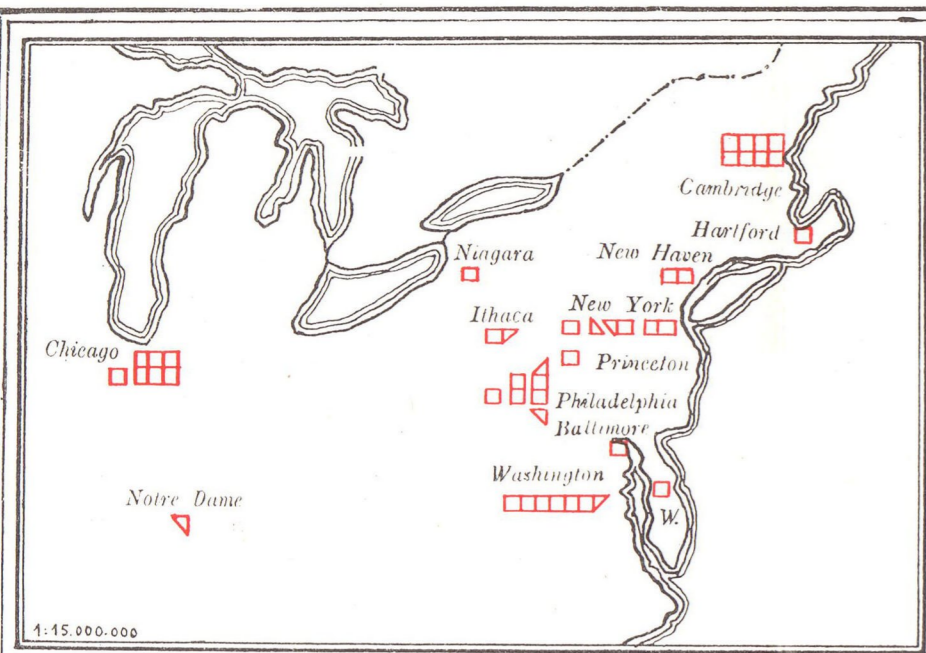 Cambridge
Hartford
New Haven
Niagara
New York
Ithaca
Chicago
Princeton
Philadelphia
Baltimore
Washington
Notre Dame
W.
1:15.000.000